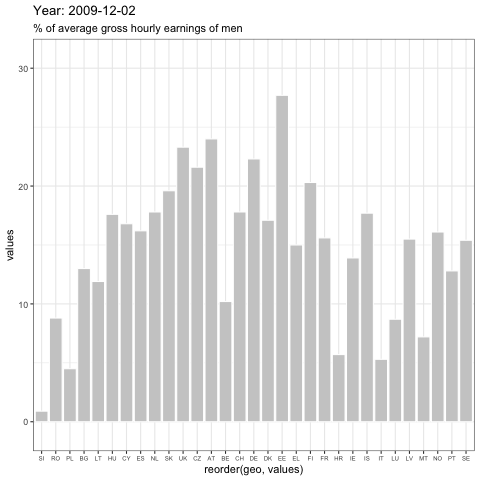 Year: 2009-12-02
% of average gross hourly earnings of men
values
30
20
10
0
SI RO PL BG LT HU CY ES NL SK UK CZ AT BE CH DE DK EE EL FI FR HR IE IS IT LU LV MT NO PT SE
reorder(geo, values)